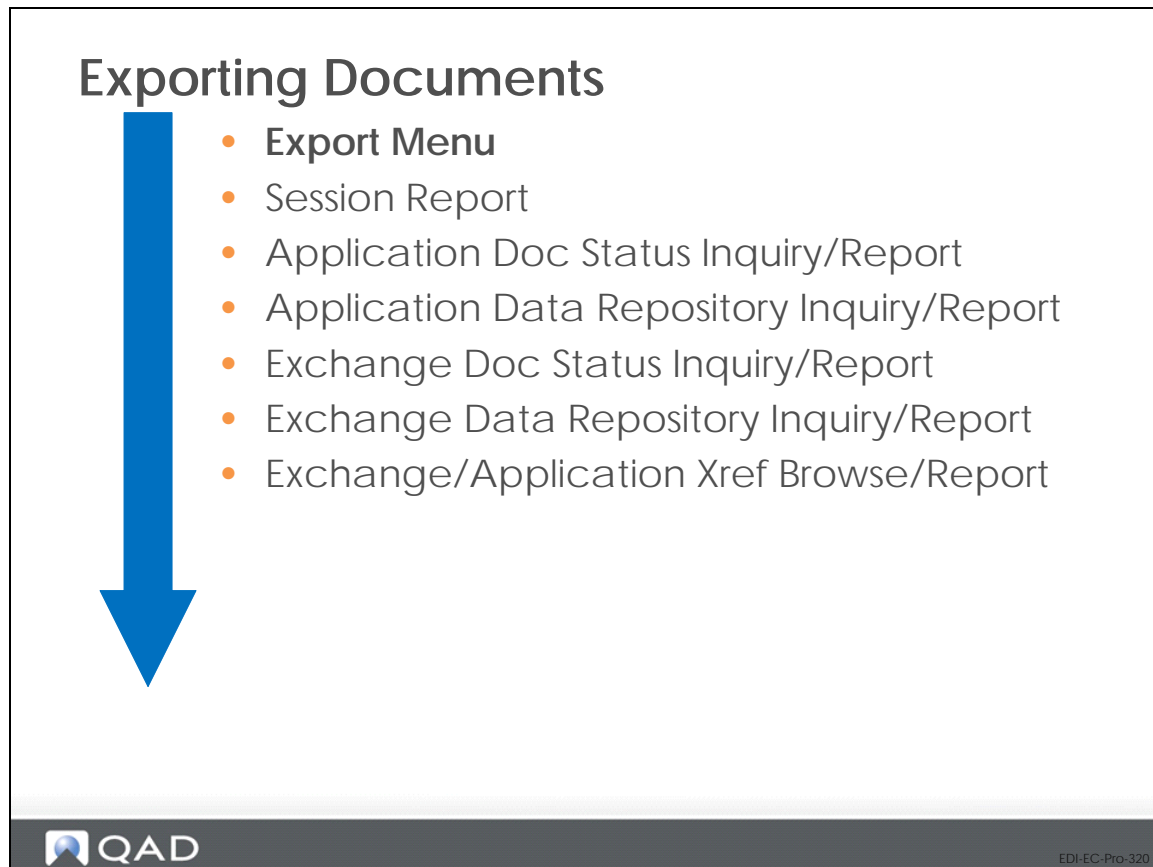 Exporting Documents
• Export Menu
• Session Report
• Application Doc Status Inquiry/Report
• Application Data Repository Inquiry/Report
• Exchange Doc Status Inquiry/Report
• Exchange Data Repository Inquiry/Report
• Exchange/Application Xref Browse/Report
QAD
EDI-EC-Pro-320